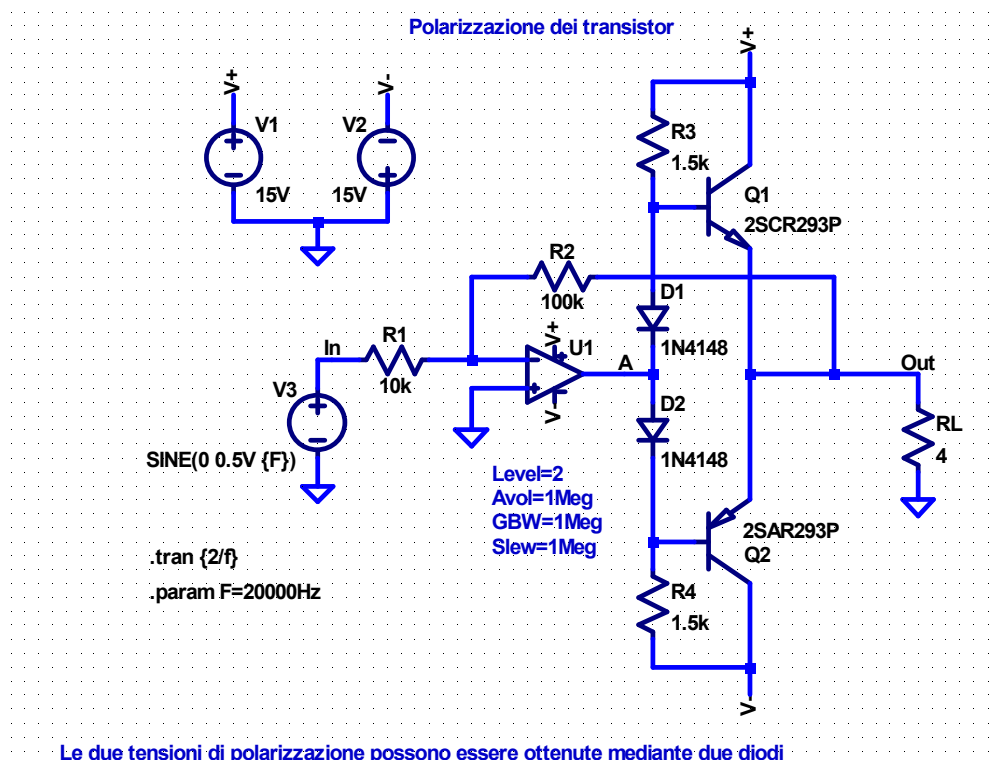 Polarizzazione dei transistor
V+
V+
V-
V1
V2
15V
15V
R3
1.5k
Q1
2SCR293P
R2
100k
D1
1N4148
In
R1
10k
V+
U1
A
V-
Out
V3
SINE(0 0.5V {F})
D2
1N4148
RL
4
Level=2
Avol=1Meg
GBW=1Meg
Slew=1Meg
2SAR293P
Q2
.tran {2/f}
.param F=20000Hz
R4
1.5k
V-
Le due tensioni di polarizzazione possono essere ottenute mediante due diodi